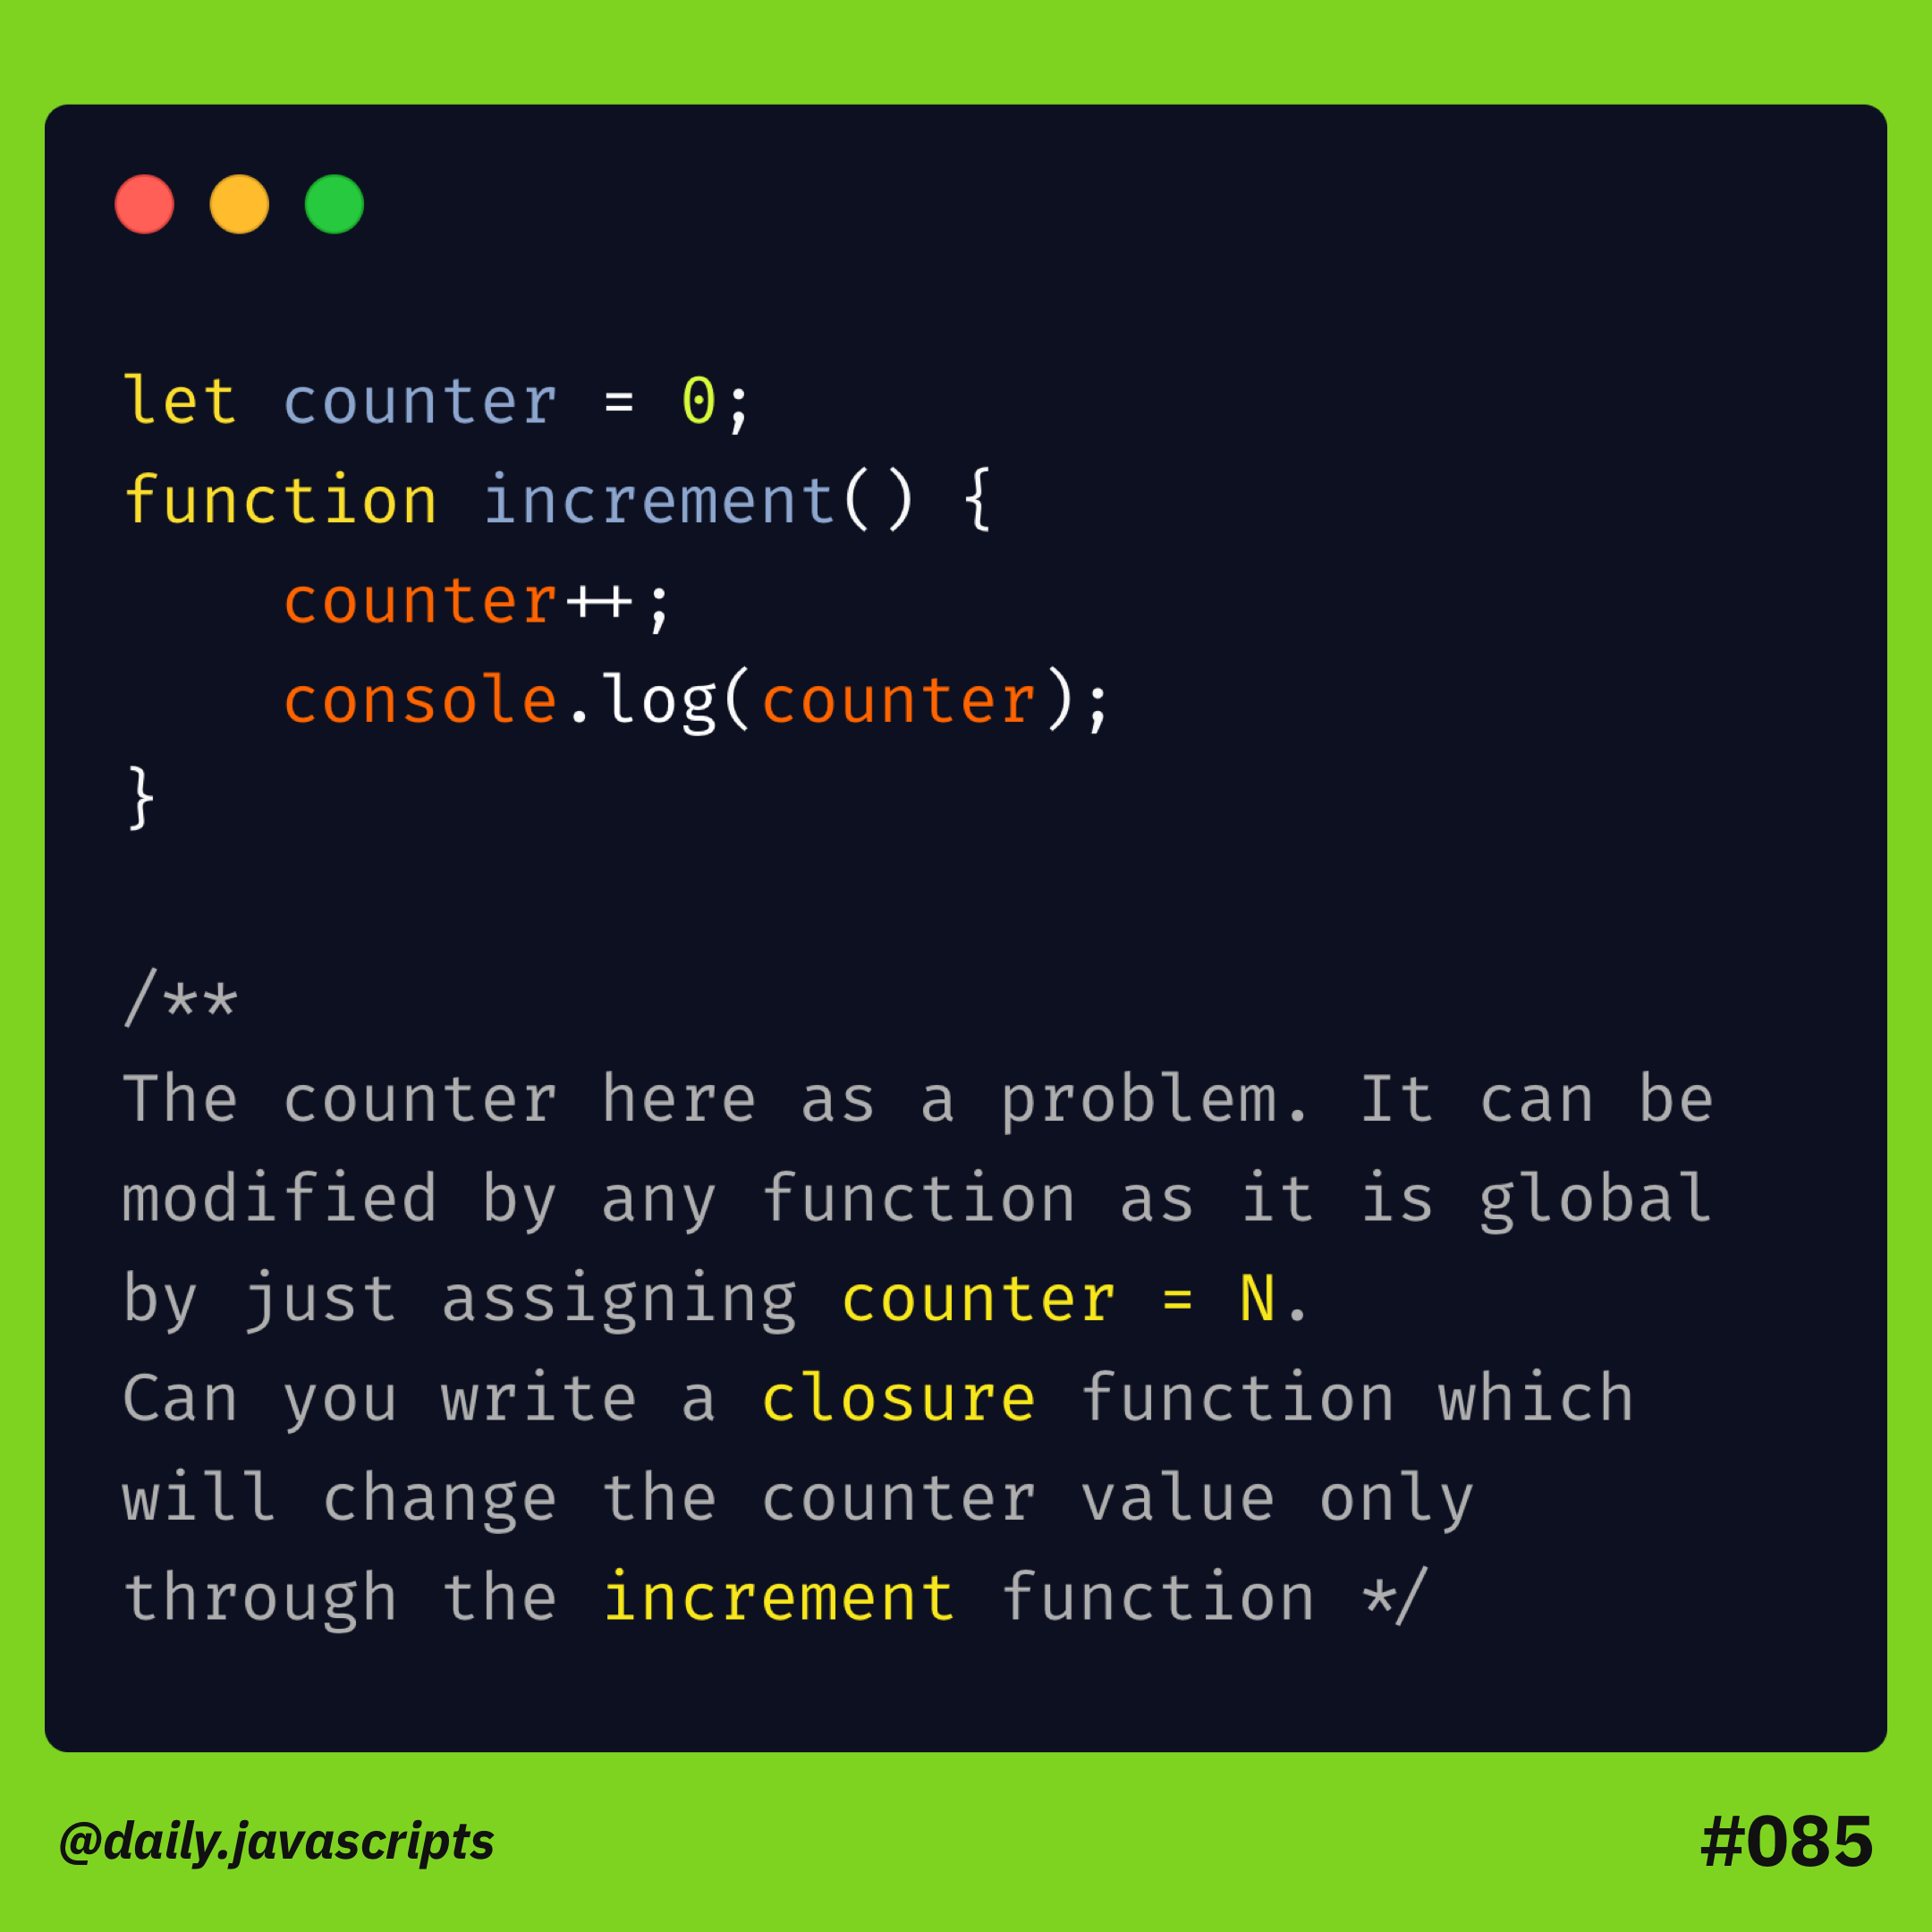 let counter = 0;
function increment() {
    counter++;
    console.log(counter);
}
/**
The counter here as a problem. It can be
modified by any function as it is global
by just assigning counter = N.
Can you write a closure function which
will change the counter value only
through the increment function */
@daily.javascripts
#085